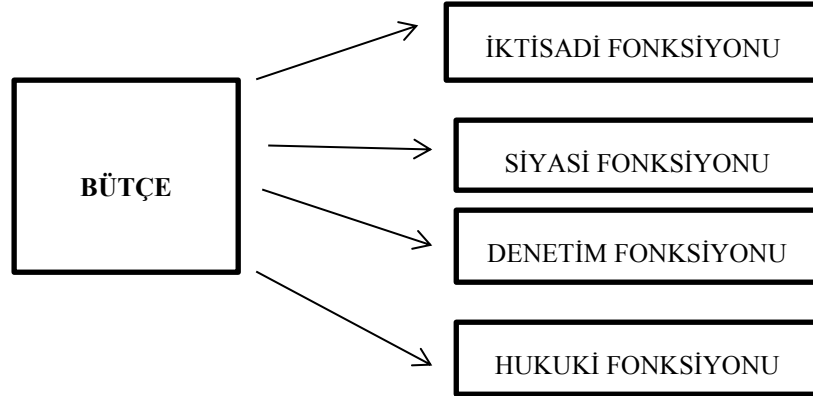 İKTİSADİ FONKSİYONU
SİYASİ FONKSİYONU
BÜTÇE
DENETİM FONKSİYONU
HUKUKİ FONKSİYONU